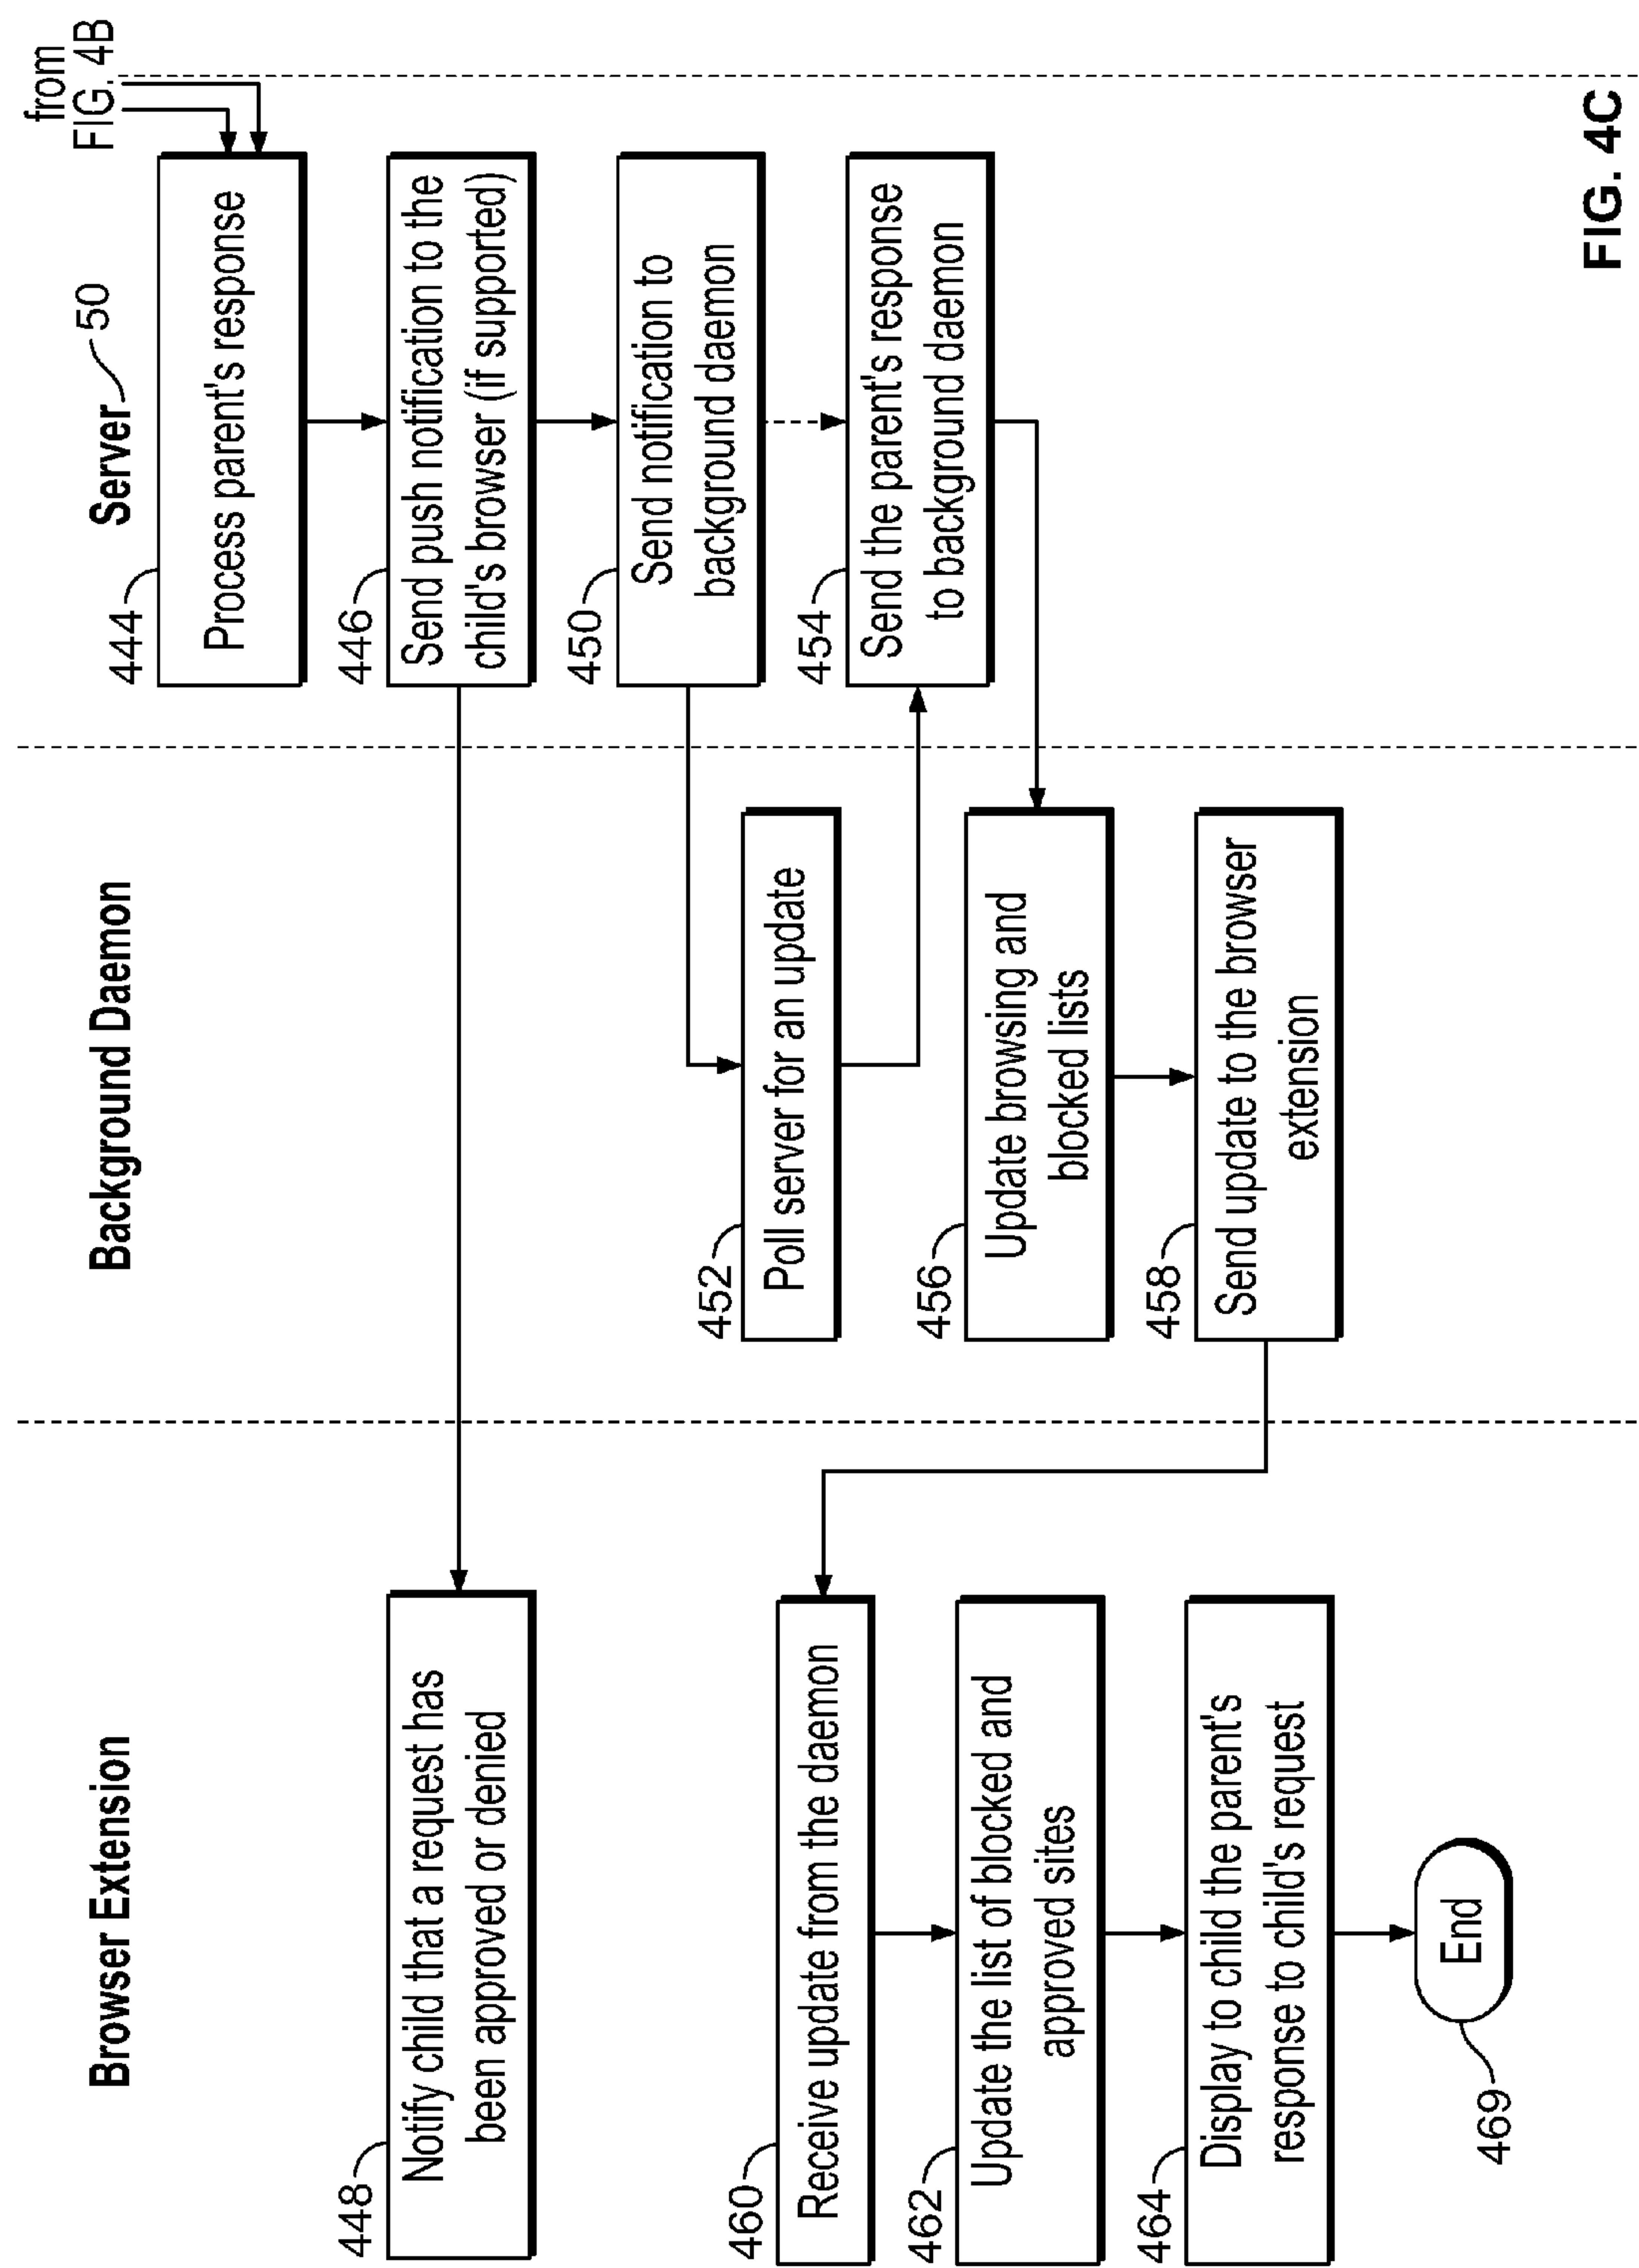 Browser Extension
Background Daemon
Server
50
from
FIG. 4B
444
Process parent's response
446
Send push notification to the
child's browser (if supported)
448
Notify child that a request has
been approved or denied
450
Send notification to
background daemon
452
Poll server for an update
454
Send the parent's response
to background daemon
456
Update browsing and
blocked lists
458
Send update to the browser
extension
460
Receive update from the daemon
462
Update the list of blocked and
approved sites
464
Display to child the parent's
response to child's request
End
469
FIG. 4C